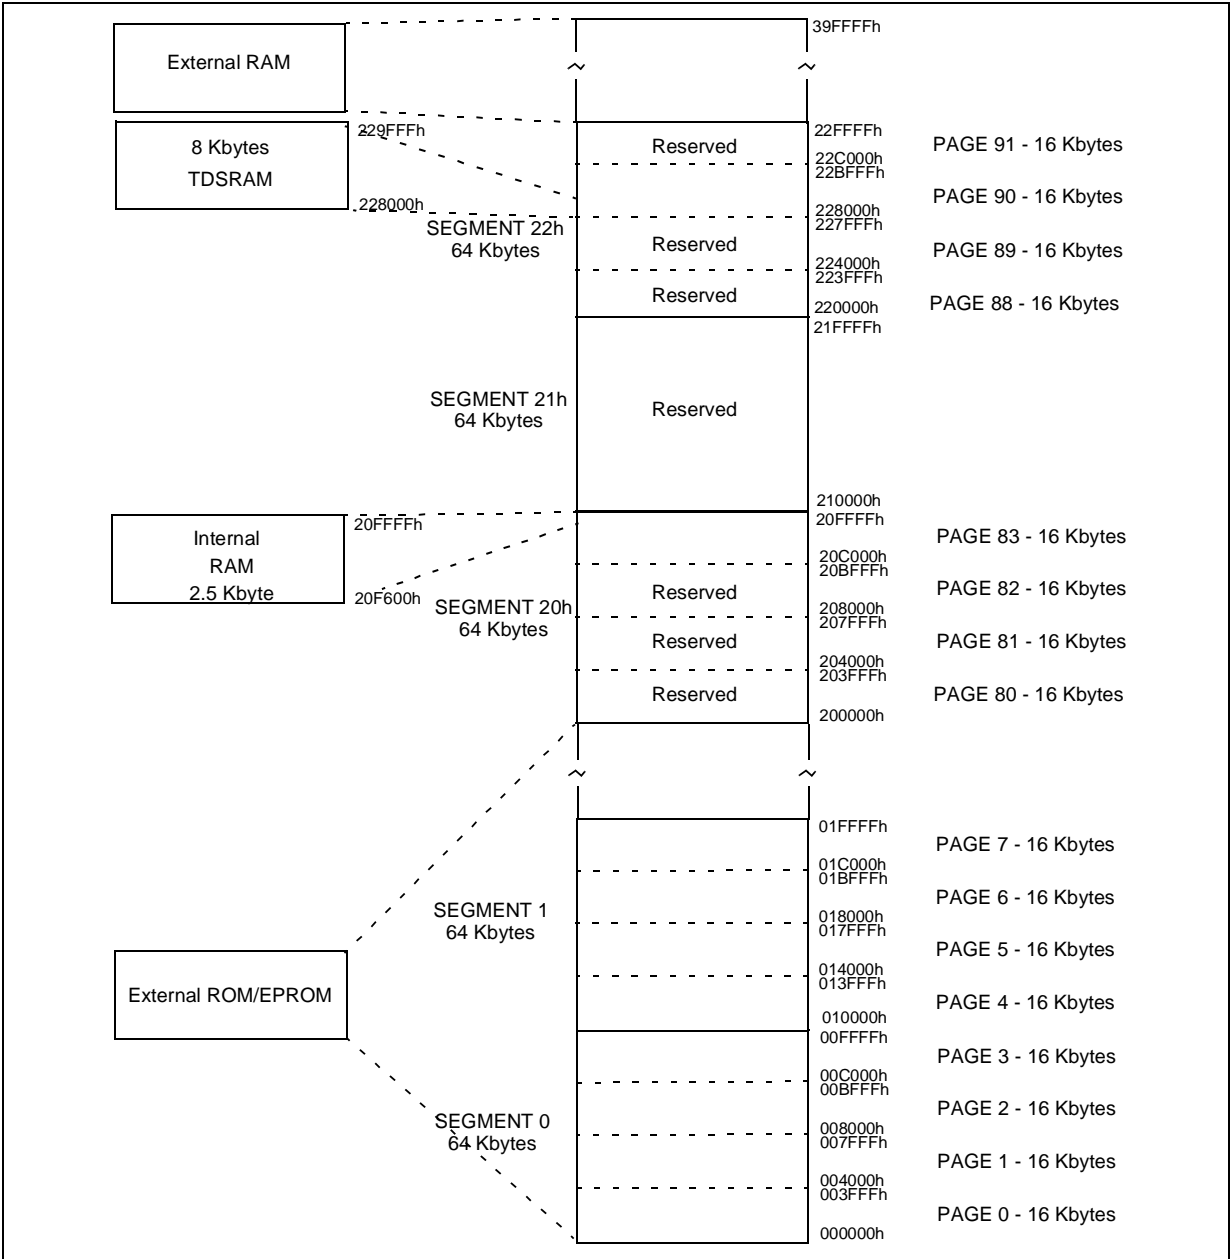 39FFFFh
External RAM
229FFFh
8 Kbytes
TDSRAM
228000h
22FFFFh
Reserved
PAGE 91 - 16 Kbytes
22C000h
22BFFFh
PAGE 90 - 16 Kbytes
228000h
227FFFh
SEGMENT 22h
64 Kbytes
Reserved
PAGE 89 - 16 Kbytes
224000h
223FFFh
Reserved
PAGE 88 - 16 Kbytes
220000h
21FFFFh
SEGMENT 21h
64 Kbytes
Reserved
210000h
20FFFFh
20FFFFh
Internal
RAM
2.5 Kbyte
20F600h
PAGE 83 - 16 Kbytes
20C000h
20BFFFh
SEGMENT 20h
64 Kbytes
Reserved
PAGE 82 - 16 Kbytes
208000h
207FFFh
Reserved
PAGE 81 - 16 Kbytes
204000h
203FFFh
Reserved
PAGE 80 - 16 Kbytes
200000h
01FFFFh
PAGE 7 - 16 Kbytes
01C000h
01BFFFh
PAGE 6 - 16 Kbytes
SEGMENT 1
64 Kbytes
018000h
017FFFh
PAGE 5 - 16 Kbytes
014000h
013FFFh
External ROM/EPROM
PAGE 4 - 16 Kbytes
010000h
00FFFFh
PAGE 3 - 16 Kbytes
00C000h
00BFFFh
PAGE 2 - 16 Kbytes
SEGMENT 0
64 Kbytes
008000h
007FFFh
PAGE 1 - 16 Kbytes
004000h
003FFFh
PAGE 0 - 16 Kbytes
000000h